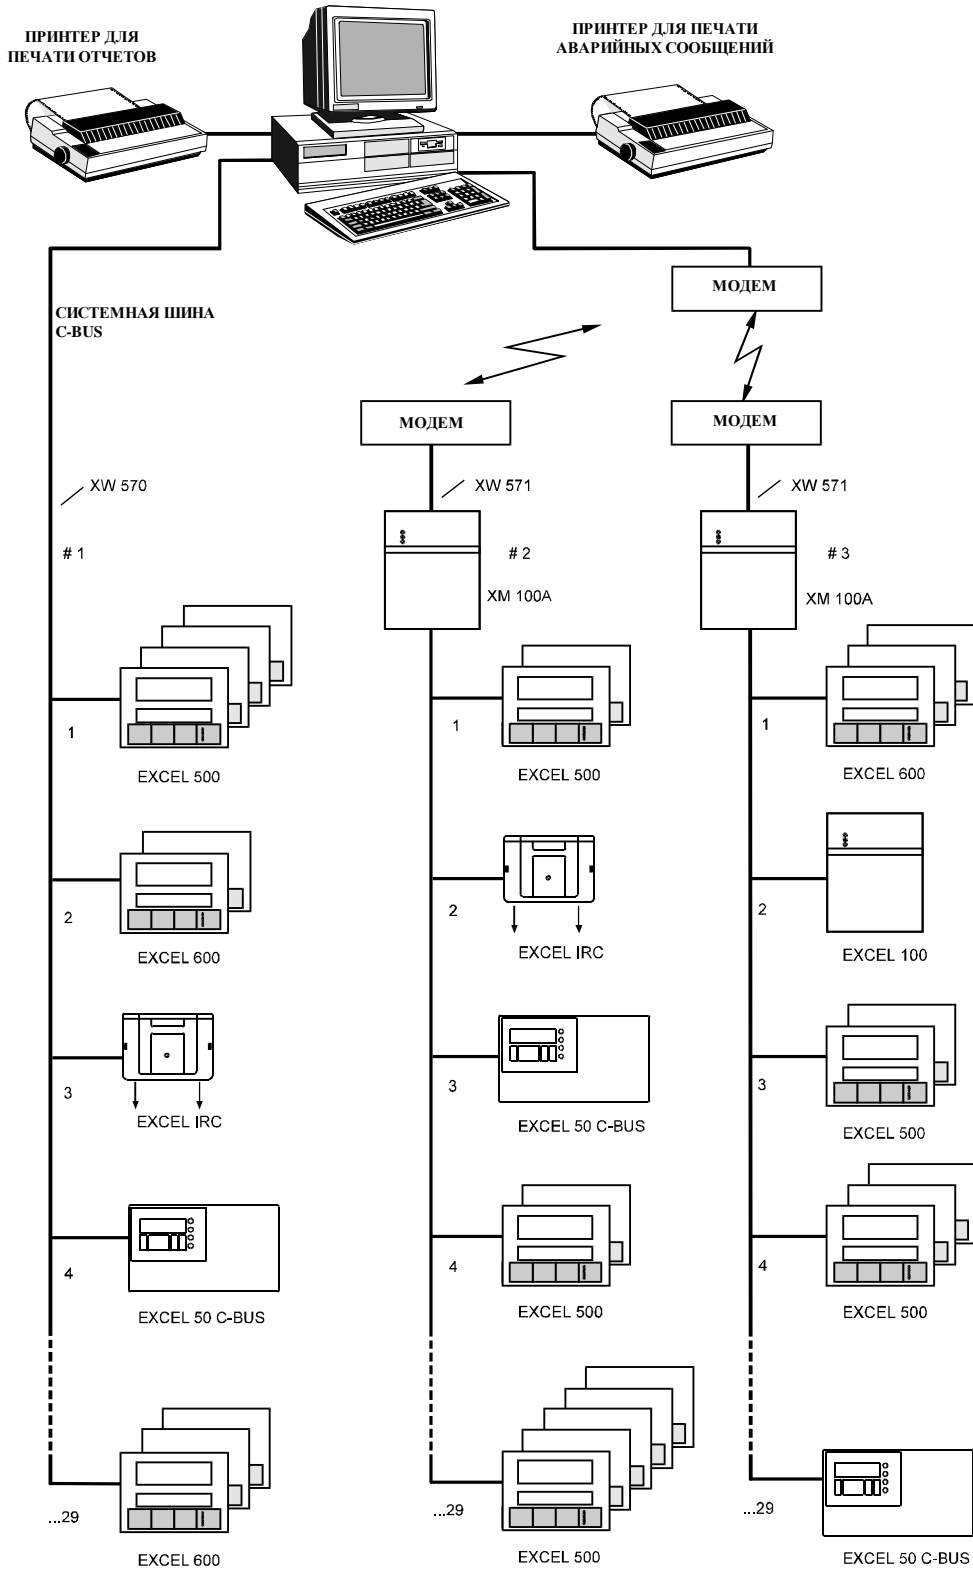 ПРИНТЕР ДЛЯ
ПЕЧАТИ ОТЧЕТОВ
ПРИНТЕР ДЛЯ ПЕЧАТИ
АВАРИЙНЫХ СООБЩЕНИЙ
МОДЕМ
СИСТЕМНАЯ ШИНА
C-BUS
МОДЕМ
МОДЕМ
XW 570
XW 571
XW 571
# 1
# 2
# 3
XM 100A
XM 100A
1
EXCEL 500
1
EXCEL 500
1
EXCEL 600
2
EXCEL 600
2
EXCEL IRC
2
EXCEL 100
3
EXCEL IRC
3
EXCEL 50 C-BUS
3
EXCEL 500
4
EXCEL 50 C-BUS
4
EXCEL 500
4
EXCEL 500
...29
EXCEL 600
...29
EXCEL 500
...29
EXCEL 50 C-BUS